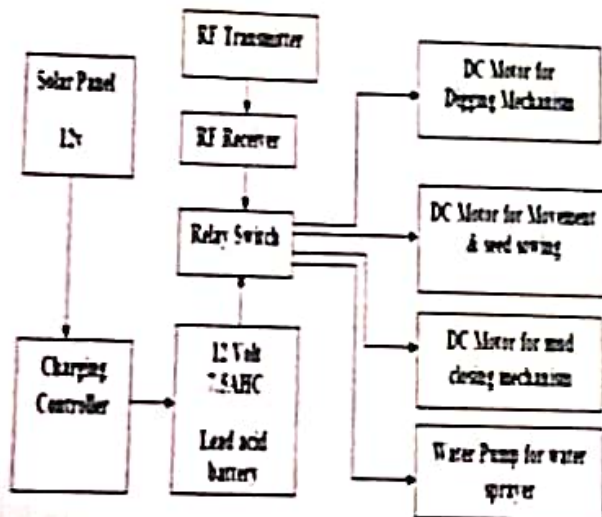 RF Transmitter
Solar Panel
12v
RF Receiver
Relay Switch
DC Motor for
Digging Mechanism
DC Motor for Movement
& seed sowing
DC Motor for mud
closing mechanism
Water Pump for water
sprayer
Charging
Controller
12 Volt
7.5AHC
Lead acid
battery